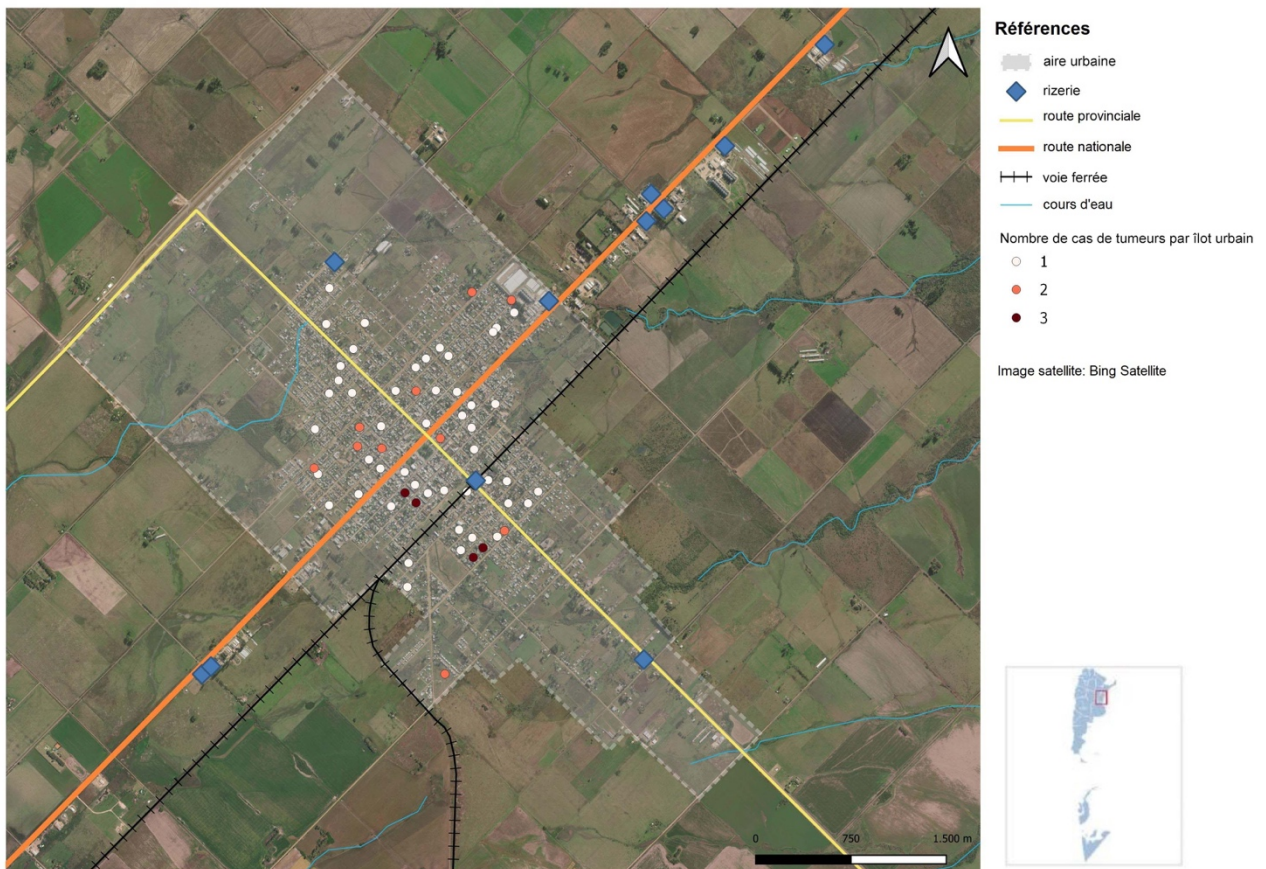 Références
aire urbaine
rizerie
route provinciale
route nationale
voie ferrée
cours d'eau
Nombre de cas de tumeurs par îlot urbain
1
2
3
Image satellite: Bing Satellite
0 750 1.500 m